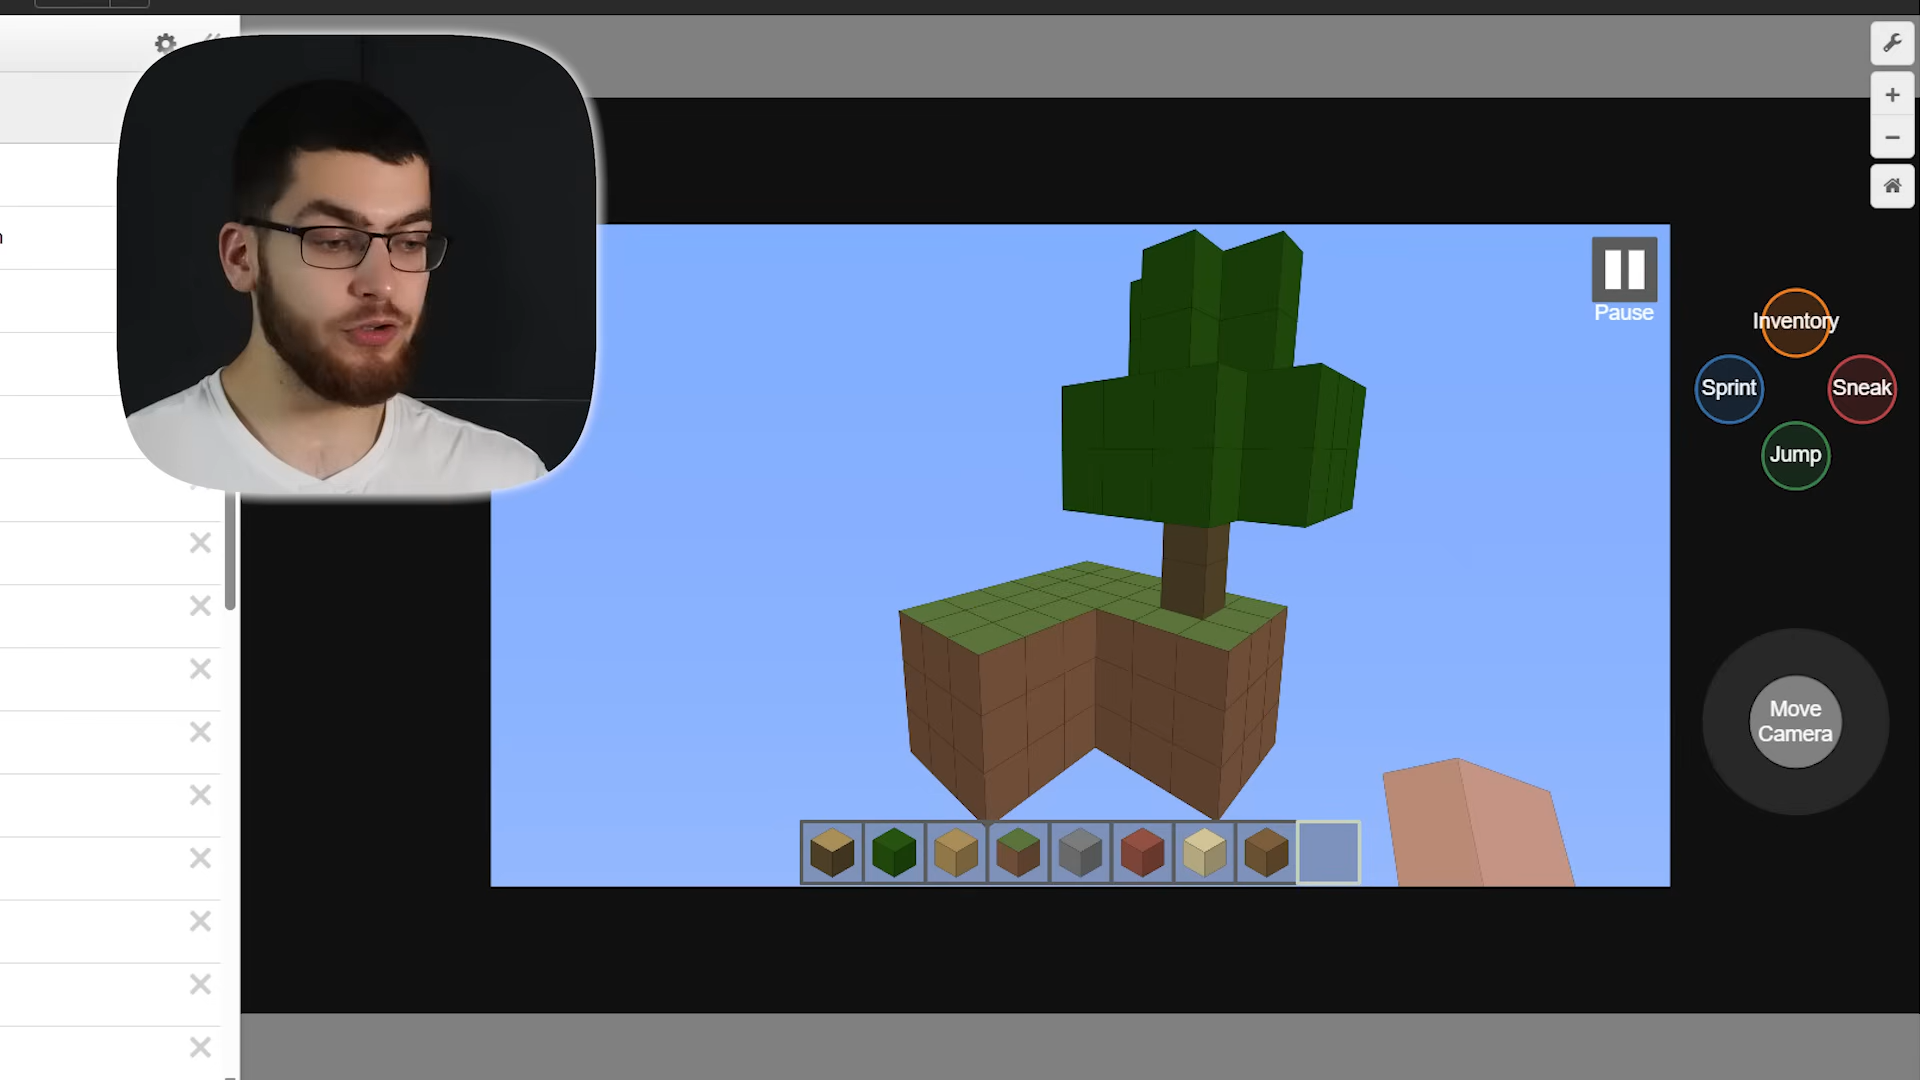 Pause
Inventory
Sprint
Sneak
Jump
Move
Camera